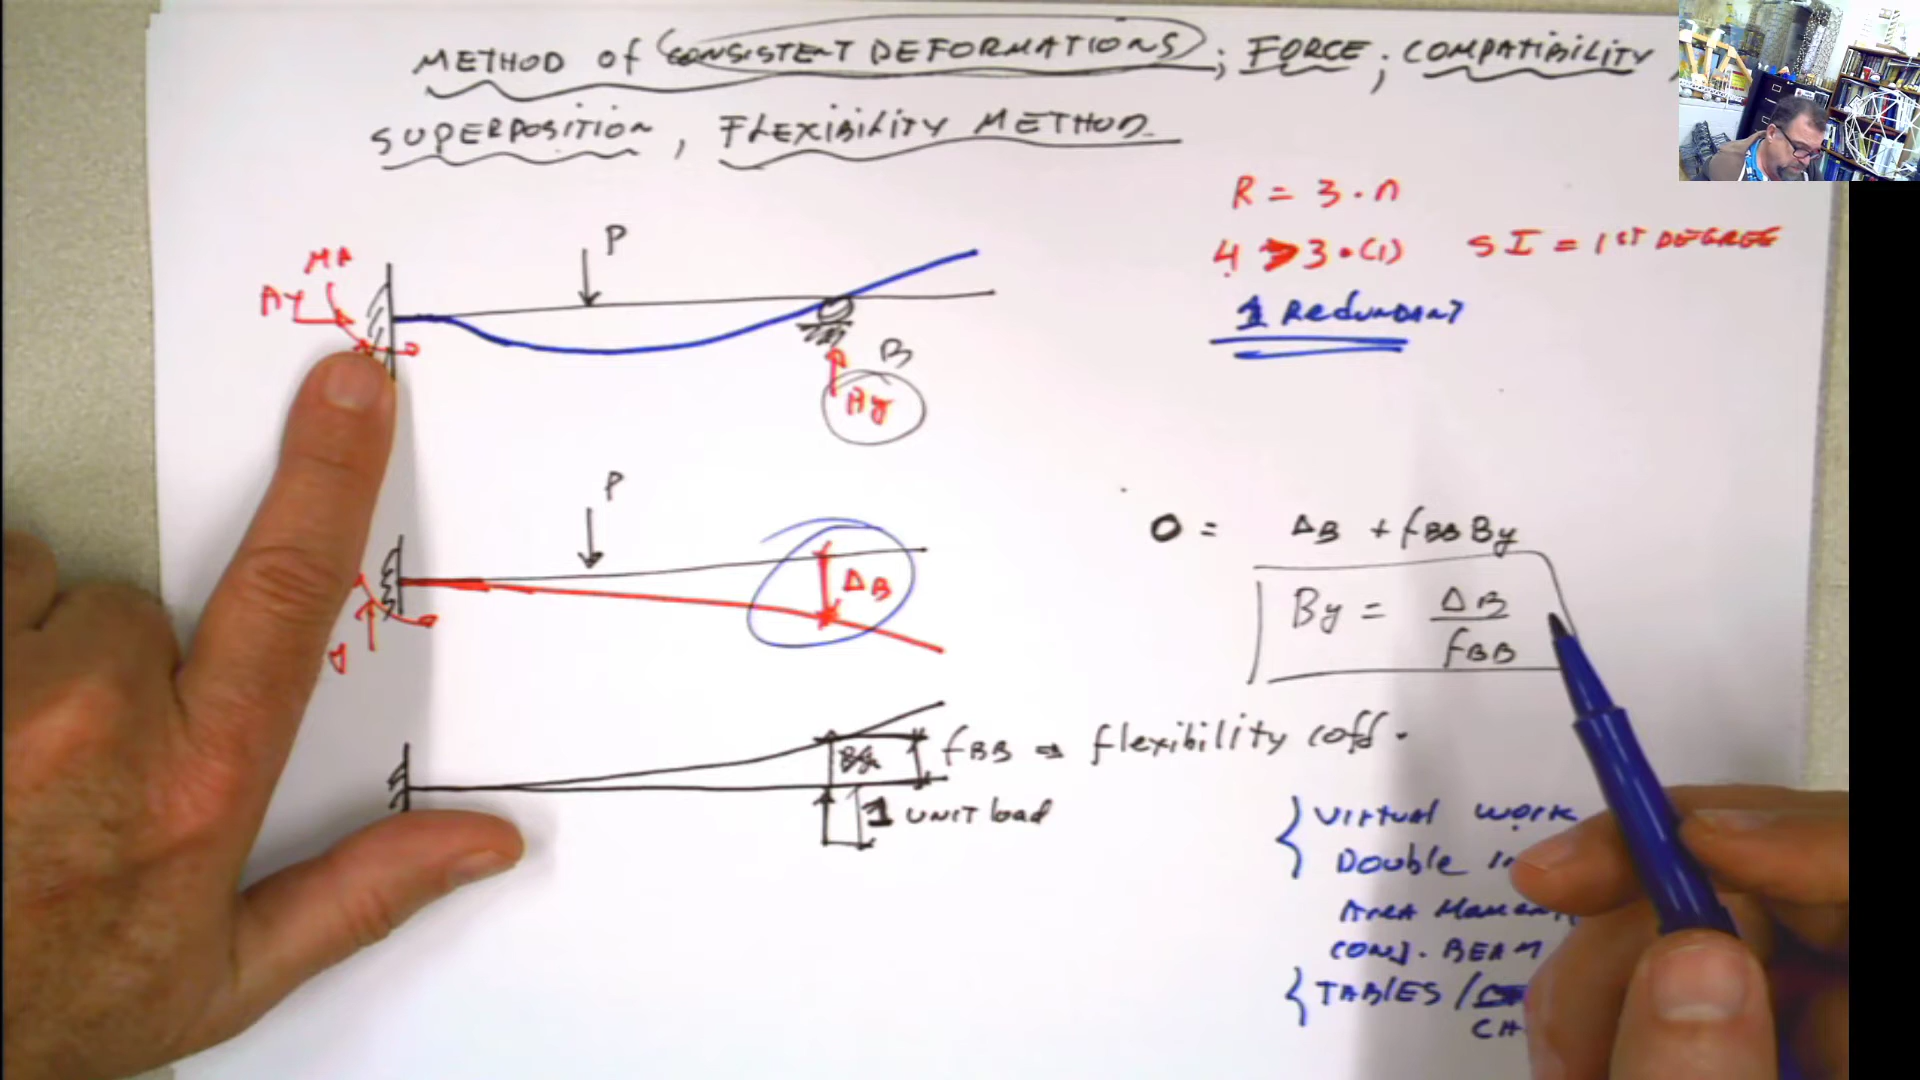 METHOD of CONSISTENT DEFORMATIONS; FORCE; COMPATIBILITY
SUPERPOSITION, FLEXIBILITY METHOD
R = 3·n
4 > 3·(1) SI = 1ST DEGREE
1 Redundant
P
MA
AY
B
P
ΔB
0 = ΔB + fBB By
By = ΔB
fBB
fBB → flexibility coff.
1 UNIT load
VIRTUAL WORK
Double
AreA Moment
CONJ. BEAM
TABLES /